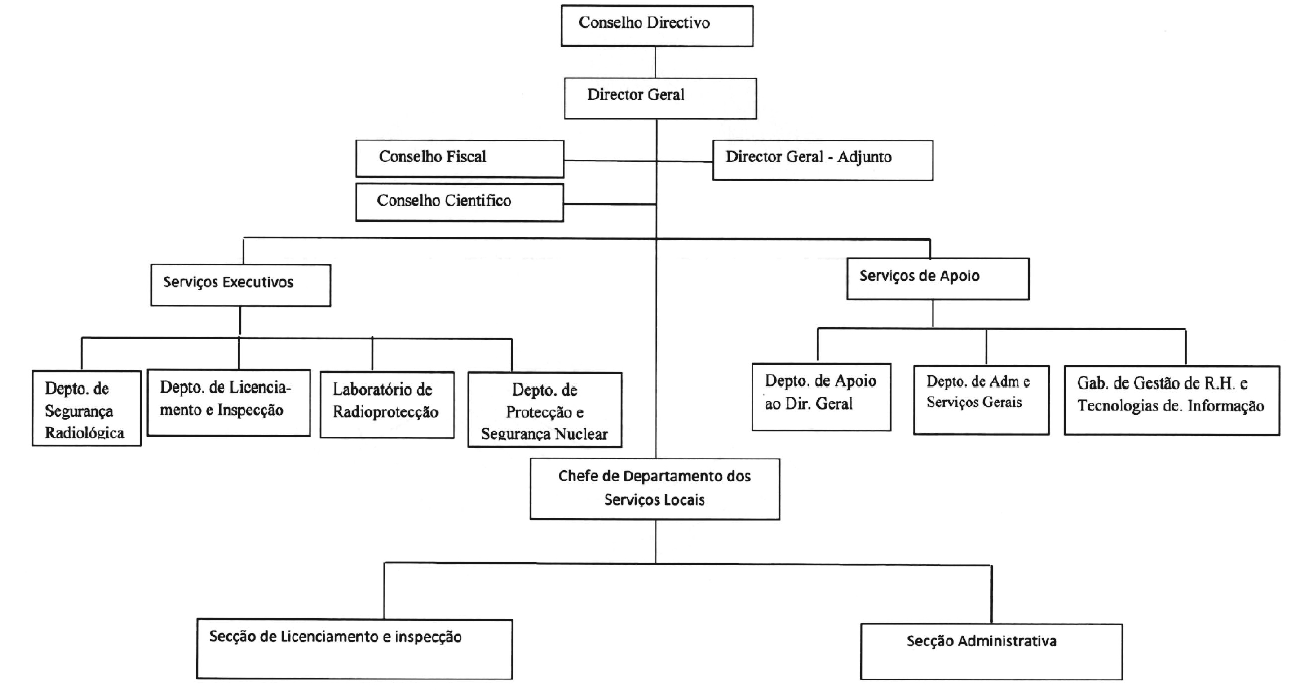 Conselho Directivo
Director Geral
Conselho Fiscal
Director Geral - Adjunto
Conselho Cientifico
Serviços Executivos
Serviços de Apoio
Depto. de
Segurança
Radiológica
Depto. de Licencia-
mento e Inspecção
Laboratório de
Radioprotecção
Depto. de
Protecção e
Segurança Nuclear
Depto. de Apoio
ao Dir. Geral
Depto. de Adm e
Serviços Gerais
Gab. de Gestão de R.H. e
Tecnologias de. Informação
Chefe de Departamento dos
Serviços Locais
Secção de Licenciamento e inspecção
Secção Administrativa